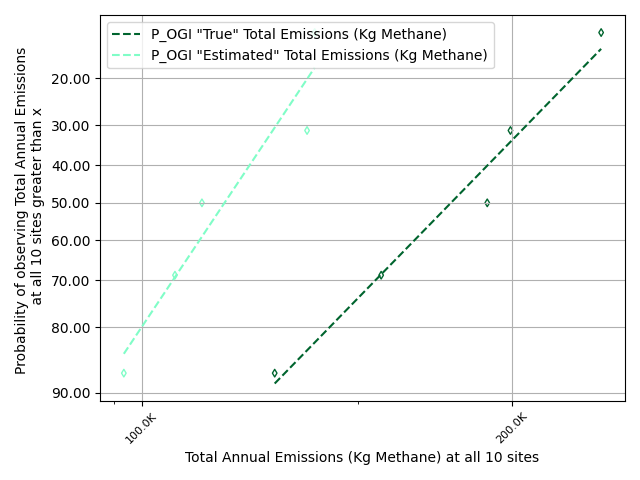 P_OGI "True" Total Emissions (Kg Methane)
P_OGI "Estimated" Total Emissions (Kg Methane)
Probability of observing Total Annual Emissions
at all 10 sites greater than x
20.00
30.00
40.00
50.00
60.00
70.00
80.00
90.00
100.0K
200.0K
Total Annual Emissions (Kg Methane) at all 10 sites